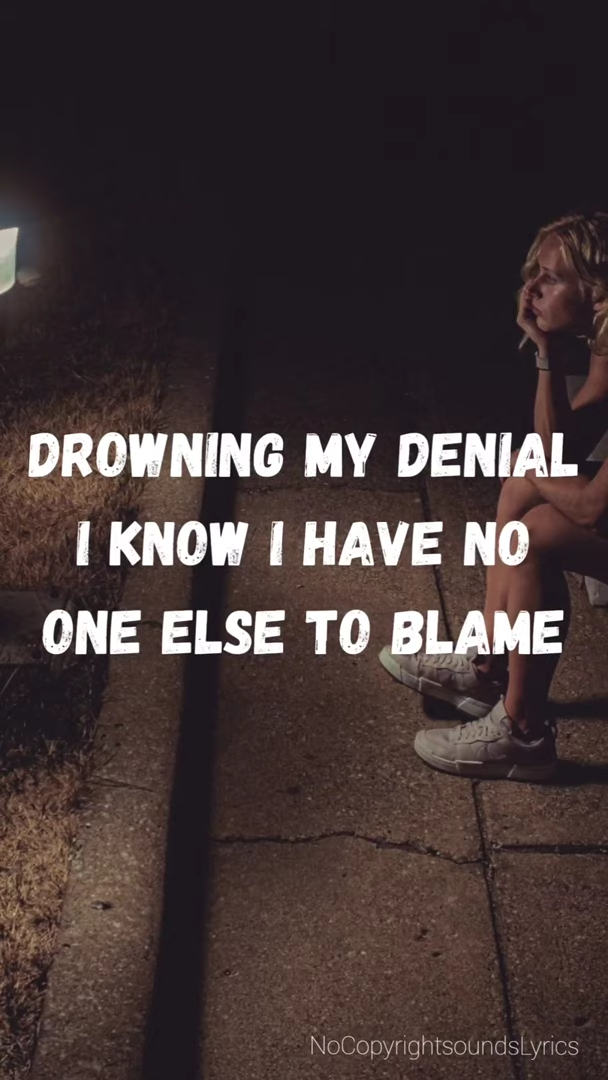 DROWNING MY DENIAL
I KNOW I HAVE NO
ONE ELSE TO BLAME
NoCopyrightsoundsLyrics